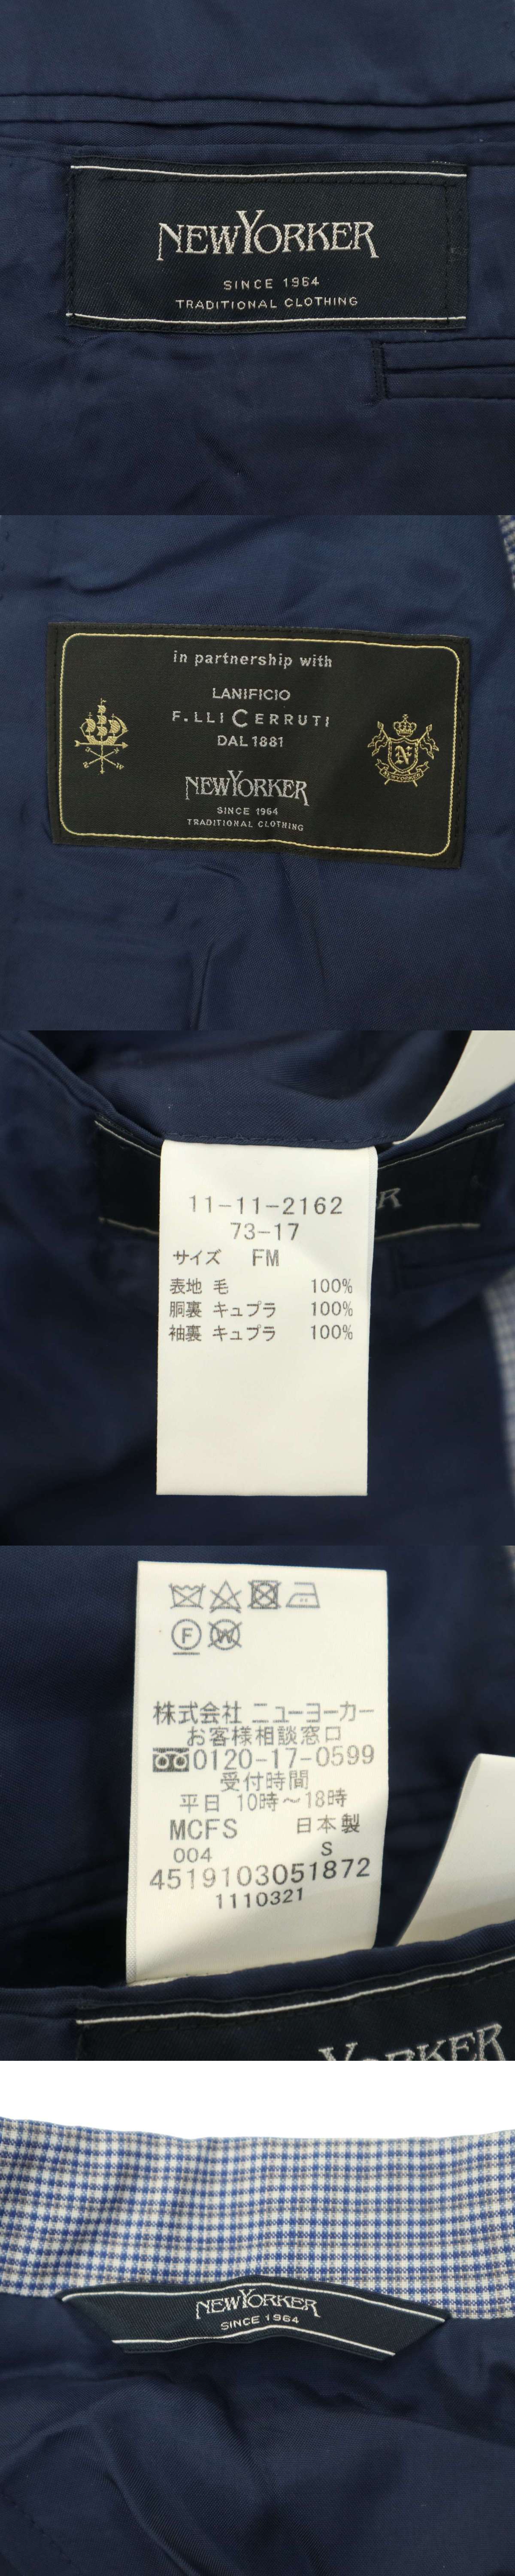 NEWYORKER
SINCE 1964
TRADITIONAL CLOTHING
in partnership with
LANIFICIO
F.LLI CERRUTI
DAL 1881
NEWYORKER
SINCE 1964
TRADITIONAL CLOTHING
11-11-2162
73-17
サイズ FM
表地 毛 100%
胴裏 キュプラ 100%
袖裏 キュプラ 100%
株式会社 ニューヨーカー
お客様相談窓口
0120-17-0599
受付時間
平日 10時～18時
MCFS 日本製
004 S
4519103051872
1110321
YORKER
NEWYORKER
SINCE 1964